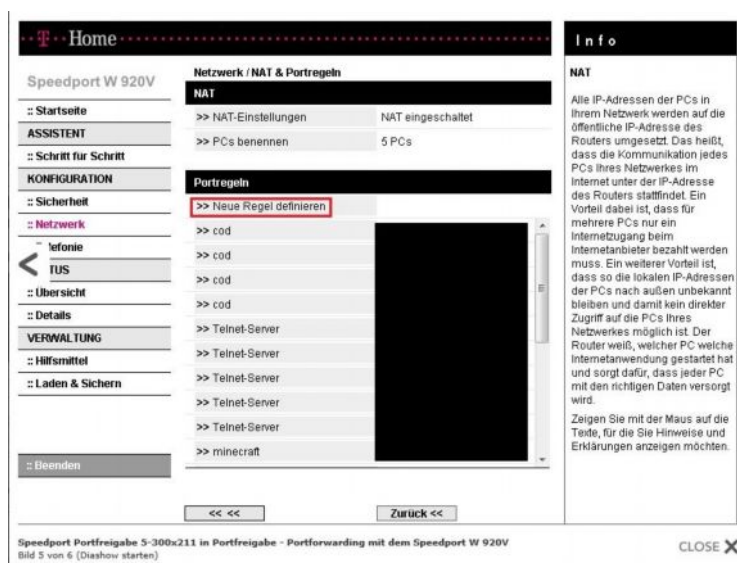 T Home
Speedport W 920V
:: Startseite
ASSISTENT
:: Schritt für Schritt
KONFIGURATION
:: Sicherheit
:: Netzwerk
lefonie
TUS
:: Übersicht
:: Details
VERWALTUNG
:: Hilfsmittel
:: Laden & Sichern
:: Beenden
Netzwerk / NAT & Portregeln
NAT
>> NAT-Einstellungen NAT eingeschaltet
>> PCs benennen 5 PCs
Portregeln
>> Neue Regel definieren
>> cod
>> cod
>> cod
>> cod
>> Telnet-Server
>> Telnet-Server
>> Telnet-Server
>> Telnet-Server
>> Telnet-Server
>> minecraft
<< <<
Zurück <<
Info
NAT
Alle IP-Adressen der PCs in
Ihrem Netzwerk werden auf die
öffentliche IP-Adresse des
Routers umgesetzt. Das heißt,
dass die Kommunikation jedes
PCs Ihres Netzwerkes im
Internet unter der IP-Adresse
des Routers stattfindet. Ein
Vorteil dabei ist, dass für
mehrere PCs nur ein
Internetzugang beim
Internetanbieter bezahlt werden
muss. Ein weiterer Vorteil ist,
dass so die lokalen IP-Adressen
der PCs nach außen unbekannt
bleiben und damit kein direkter
Zugriff auf die PCs Ihres
Netzwerkes möglich ist. Der
Router weiß, welcher PC welche
Internetanwendung gestartet hat
und sorgt dafür, dass jeder PC
mit den richtigen Daten versorgt
wird.
Zeigen Sie mit der Maus auf die
Texte, für die Sie Hinweise und
Erklärungen anzeigen möchten.
Speedport Portfreigabe 5-300x211 in Portfreigabe - Portforwarding mit dem Speedport W 920V
Bild 5 von 6 (Diashow starten)
CLOSE X